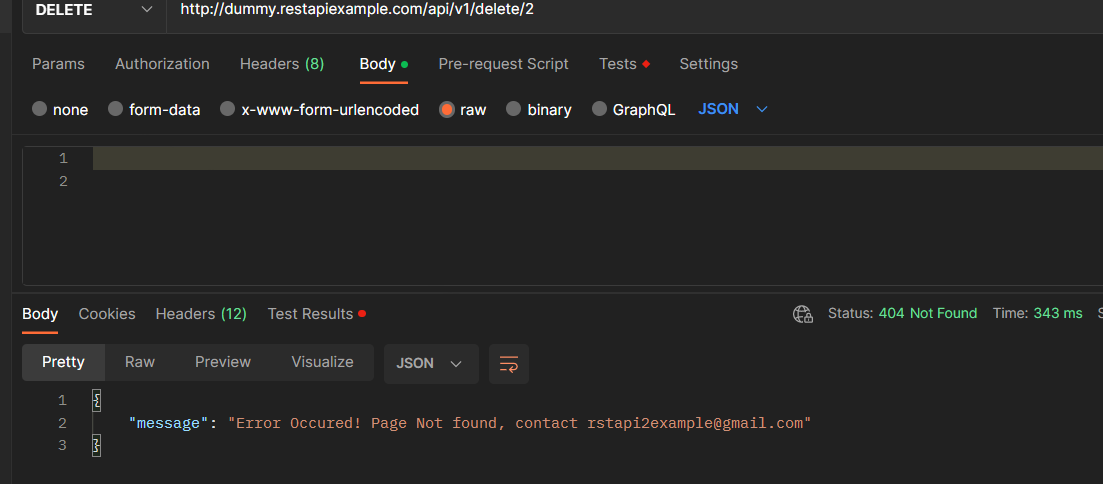 DELETE http://dummy.restapiexample.com/api/v1/delete/2
Params Authorization Headers (8) Body Pre-request Script Tests Settings
none form-data x-www-form-urlencoded raw binary GraphQL JSON
1
2
Body Cookies Headers (12) Test Results Status: 404 Not Found Time: 343 ms S
Pretty Raw Preview Visualize JSON
1 {
2 "message": "Error Occured! Page Not found, contact rstapi2example@gmail.com"
3 }